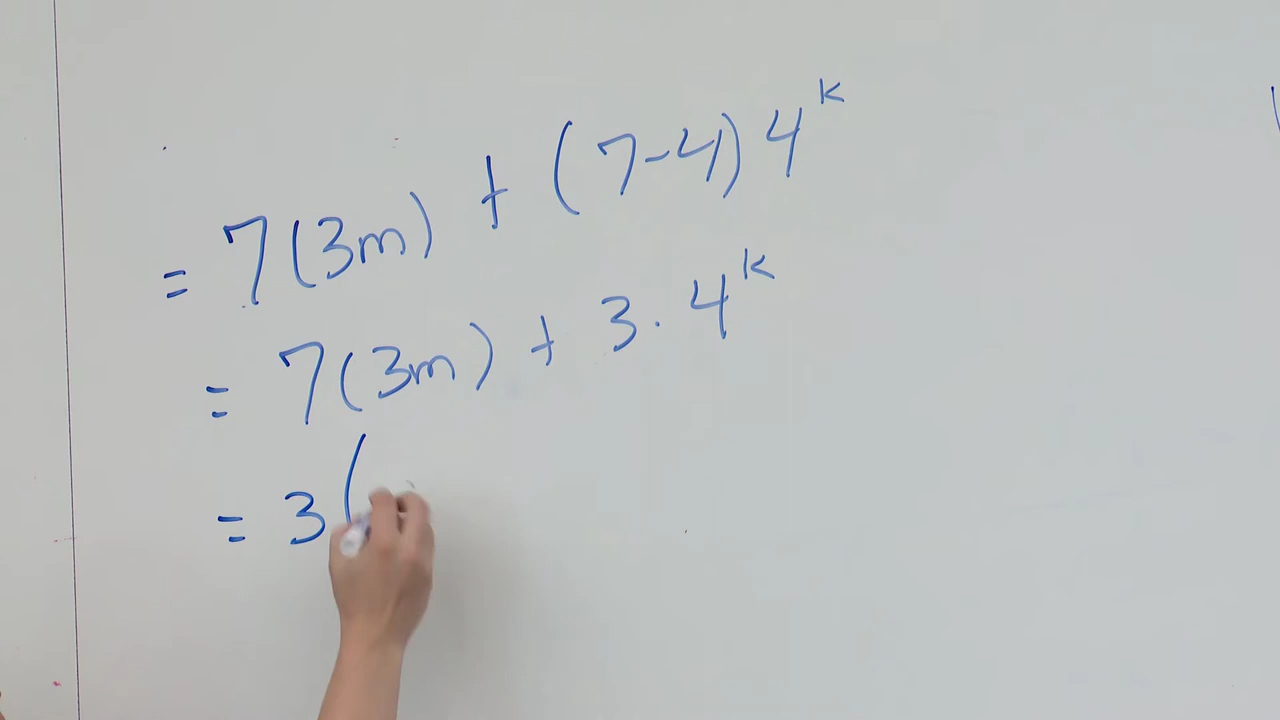 = 7(3m) + (7-4)4^k
= 7(3m) + 3.4^k
= 3(